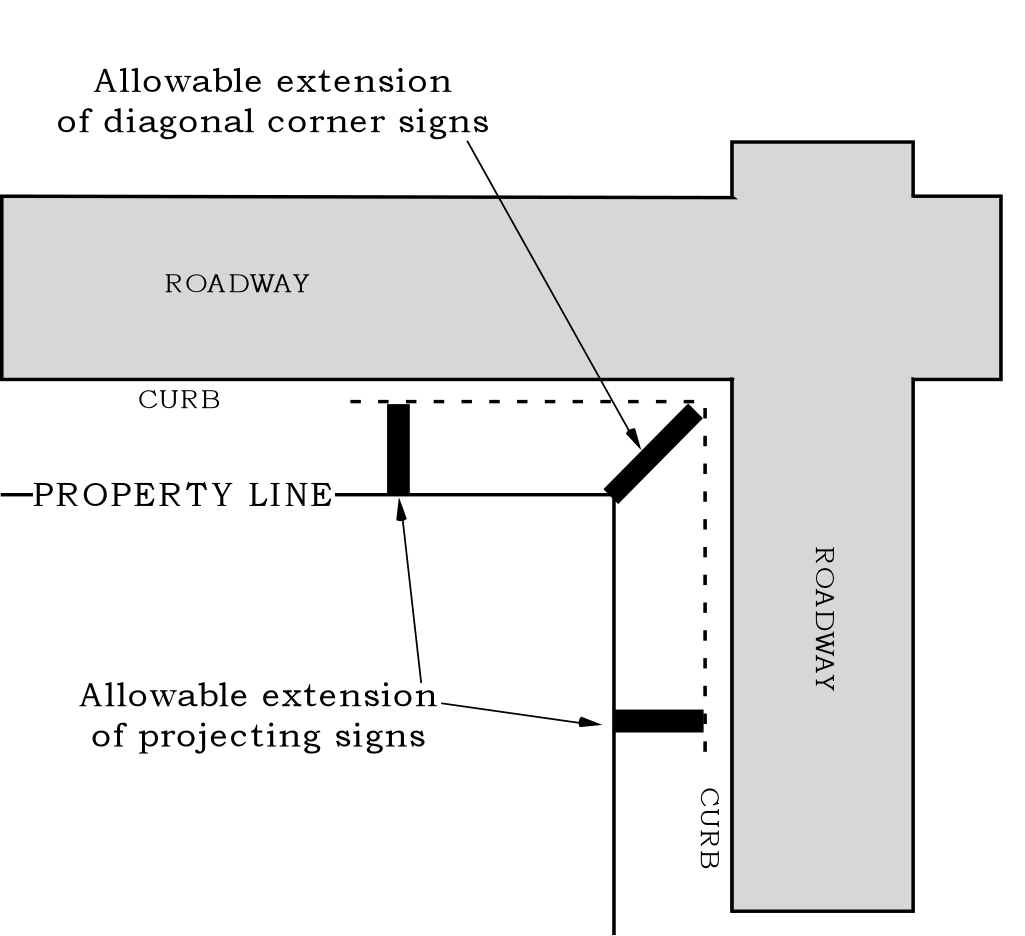 Allowable extension
of diagonal corner signs
ROADWAY
CURB
PROPERTY LINE
ROADWAY
Allowable extension
of projecting signs
CURB